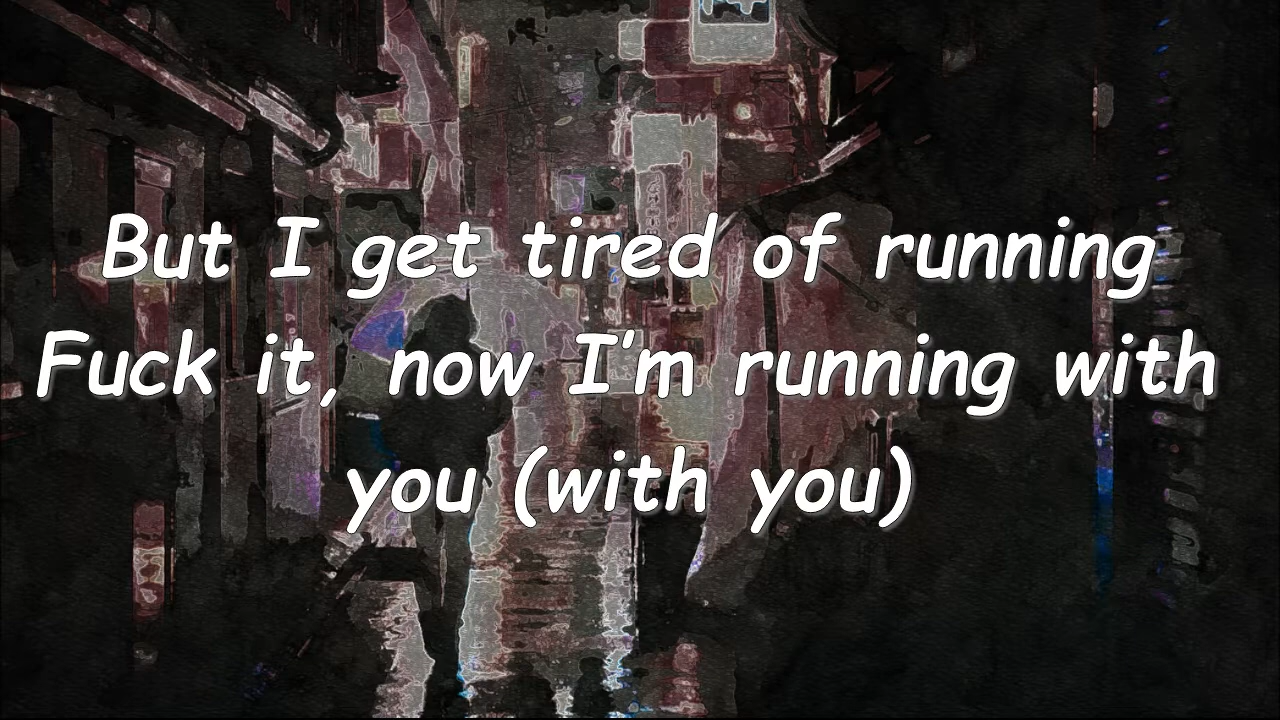 But I get tired of running
Fuck it, now I'm running with
you (with you)